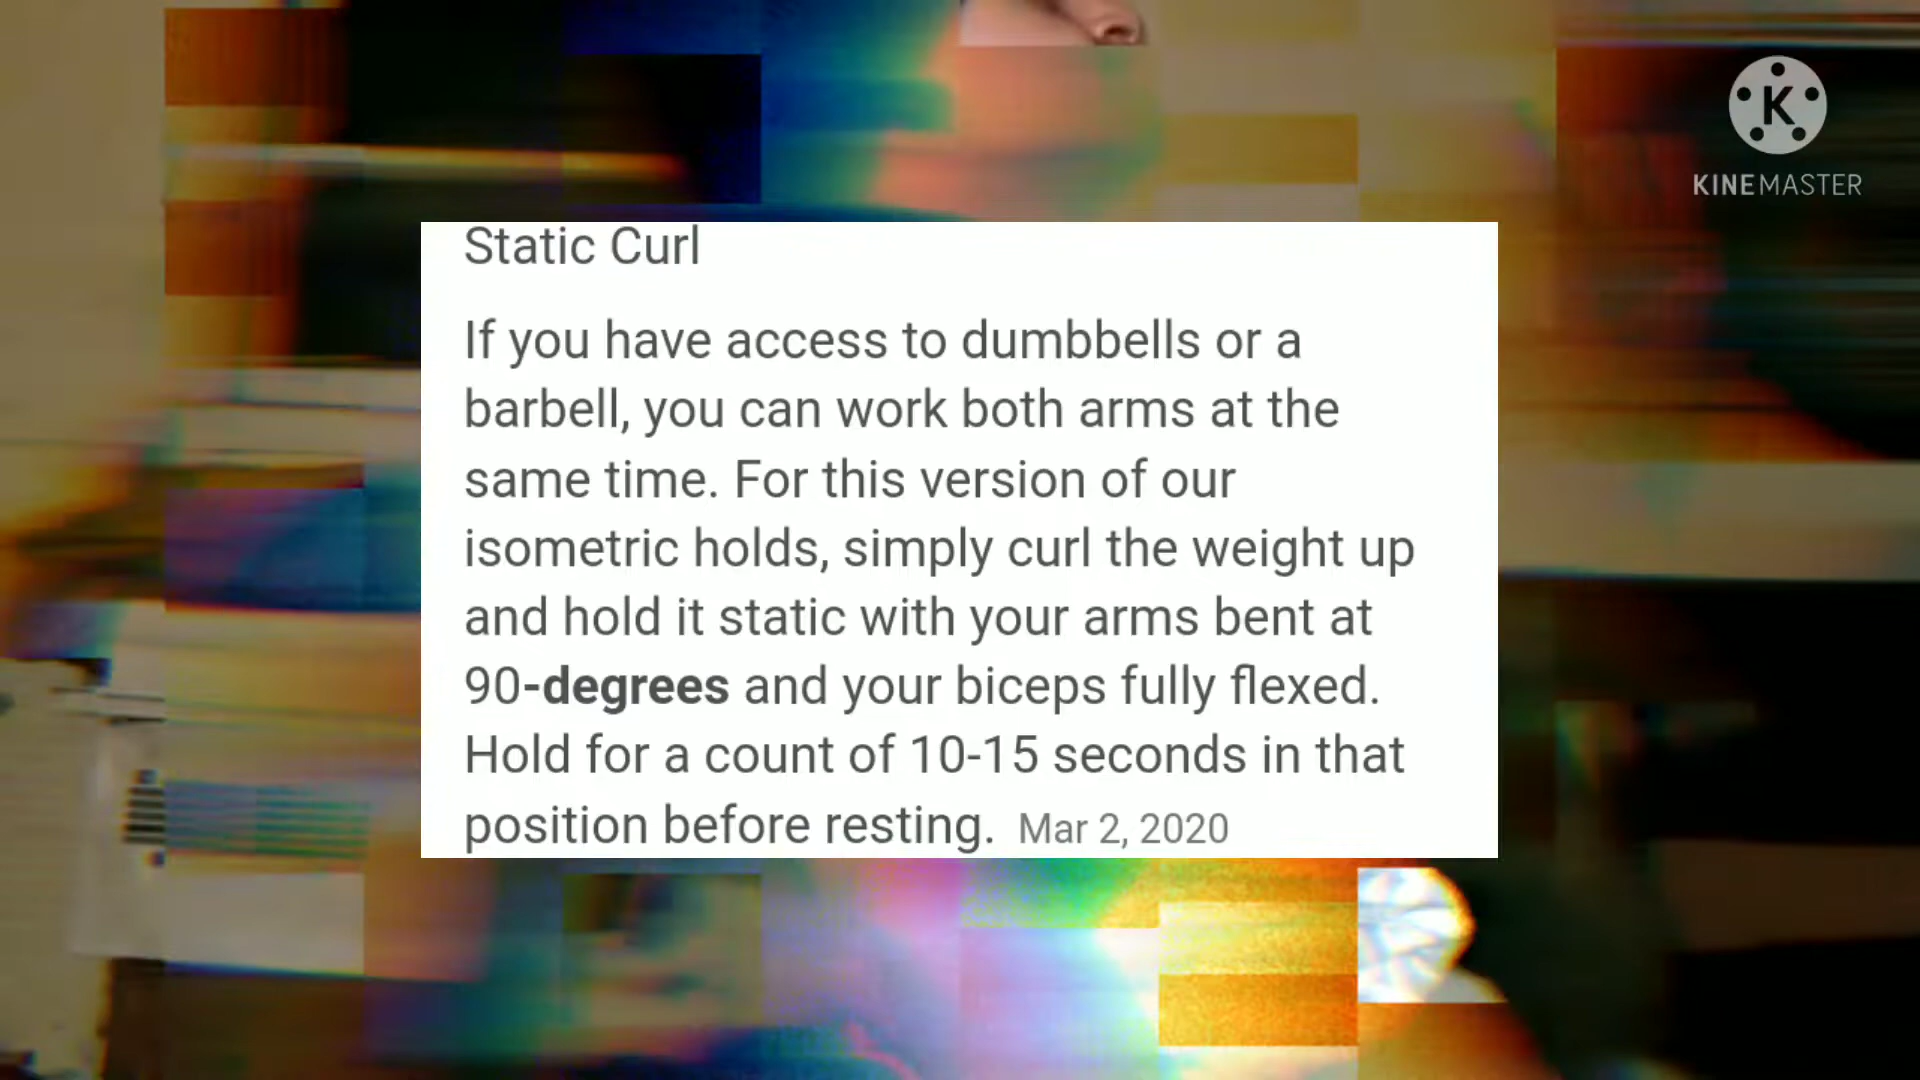 K
KINEMASTER
Static Curl
If you have access to dumbbells or a
barbell, you can work both arms at the
same time. For this version of our
isometric holds, simply curl the weight up
and hold it static with your arms bent at
90-degrees and your biceps fully flexed.
Hold for a count of 10-15 seconds in that
position before resting. Mar 2, 2020